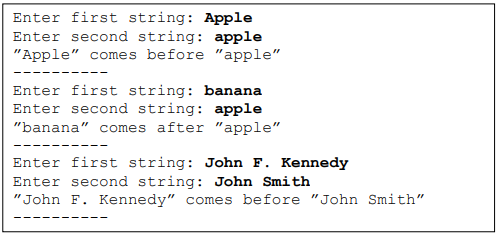 Enter first string: Apple
Enter second string: apple
”Apple” comes before ”apple”
----------
Enter first string: banana
Enter second string: apple
”banana” comes after ”apple”
----------
Enter first string: John F. Kennedy
Enter second string: John Smith
”John F. Kennedy” comes before ”John Smith”
----------